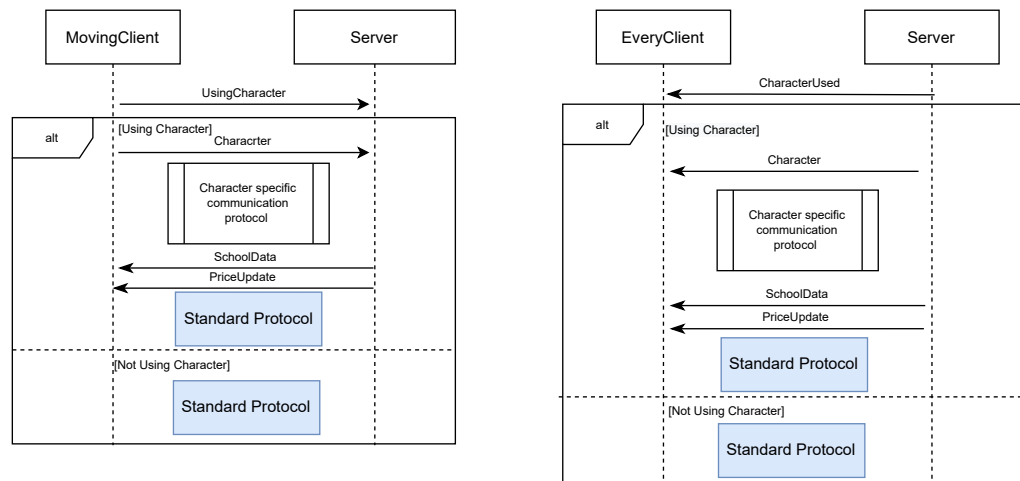 MovingClient
Server
UsingCharacter
alt
[Using Character]
Characrter
Character specific
communication
protocol
SchoolData
PriceUpdate
Standard Protocol
[Not Using Character]
Standard Protocol
EveryClient
Server
CharacterUsed
alt
[Using Character]
Character
Character specific
communication
protocol
SchoolData
PriceUpdate
Standard Protocol
[Not Using Character]
Standard Protocol